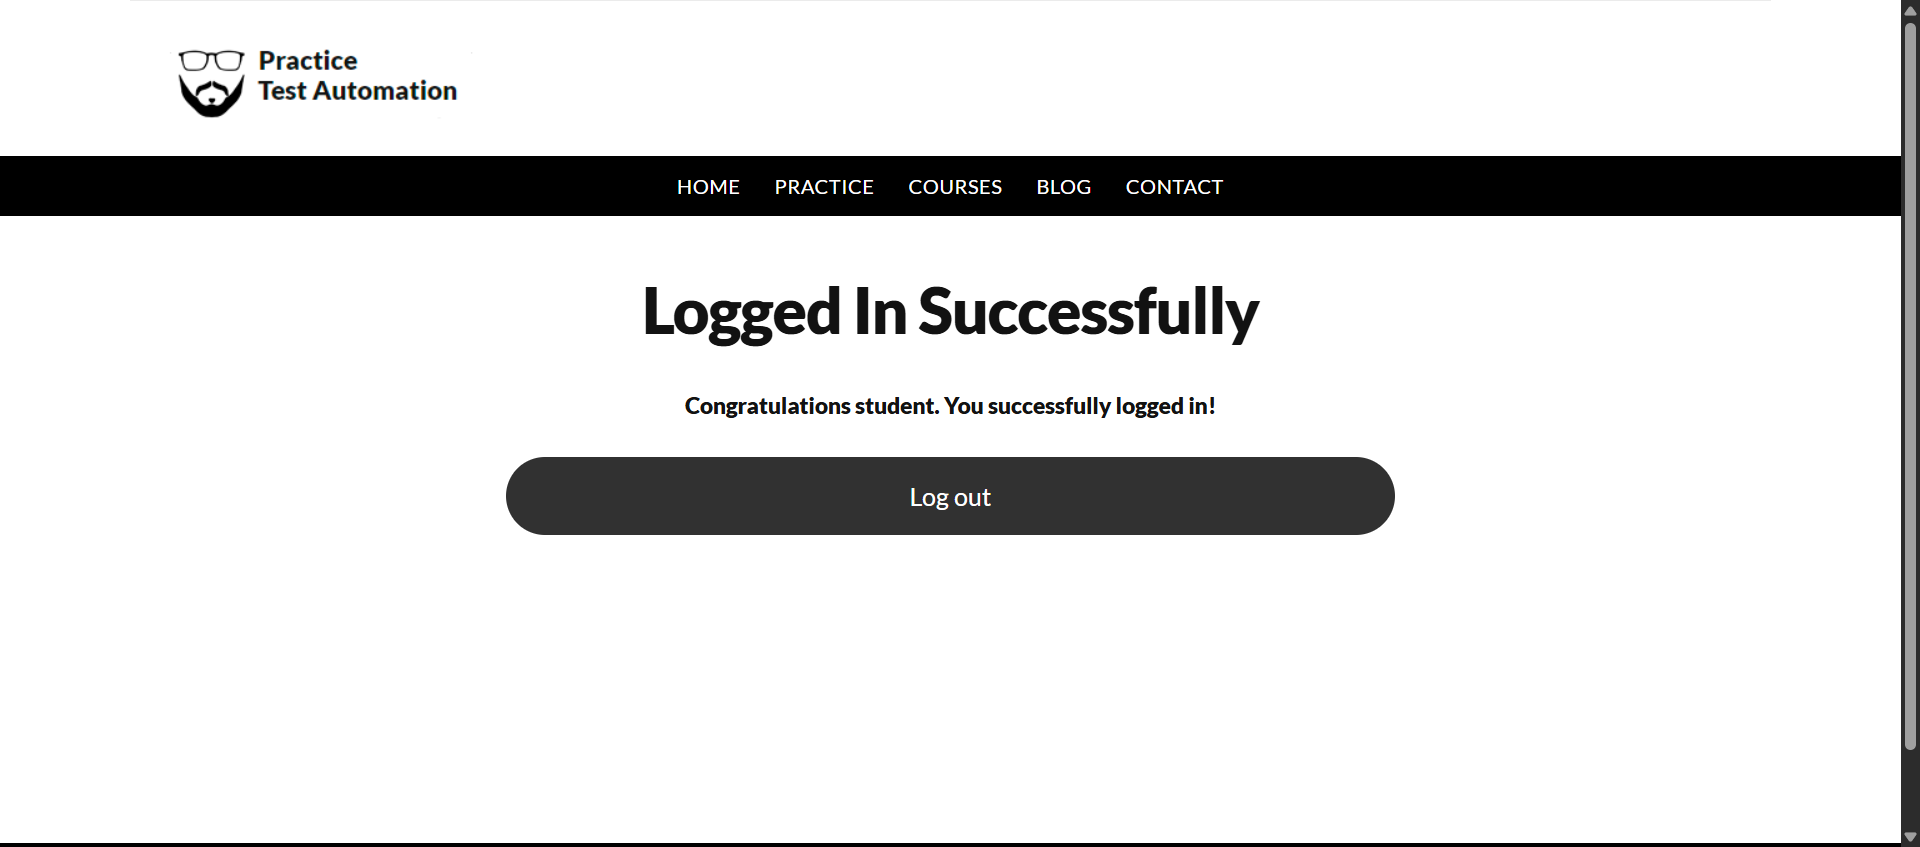 Practice
Test Automation
HOME PRACTICE COURSES BLOG CONTACT
Logged In Successfully
Congratulations student. You successfully logged in!
Log out